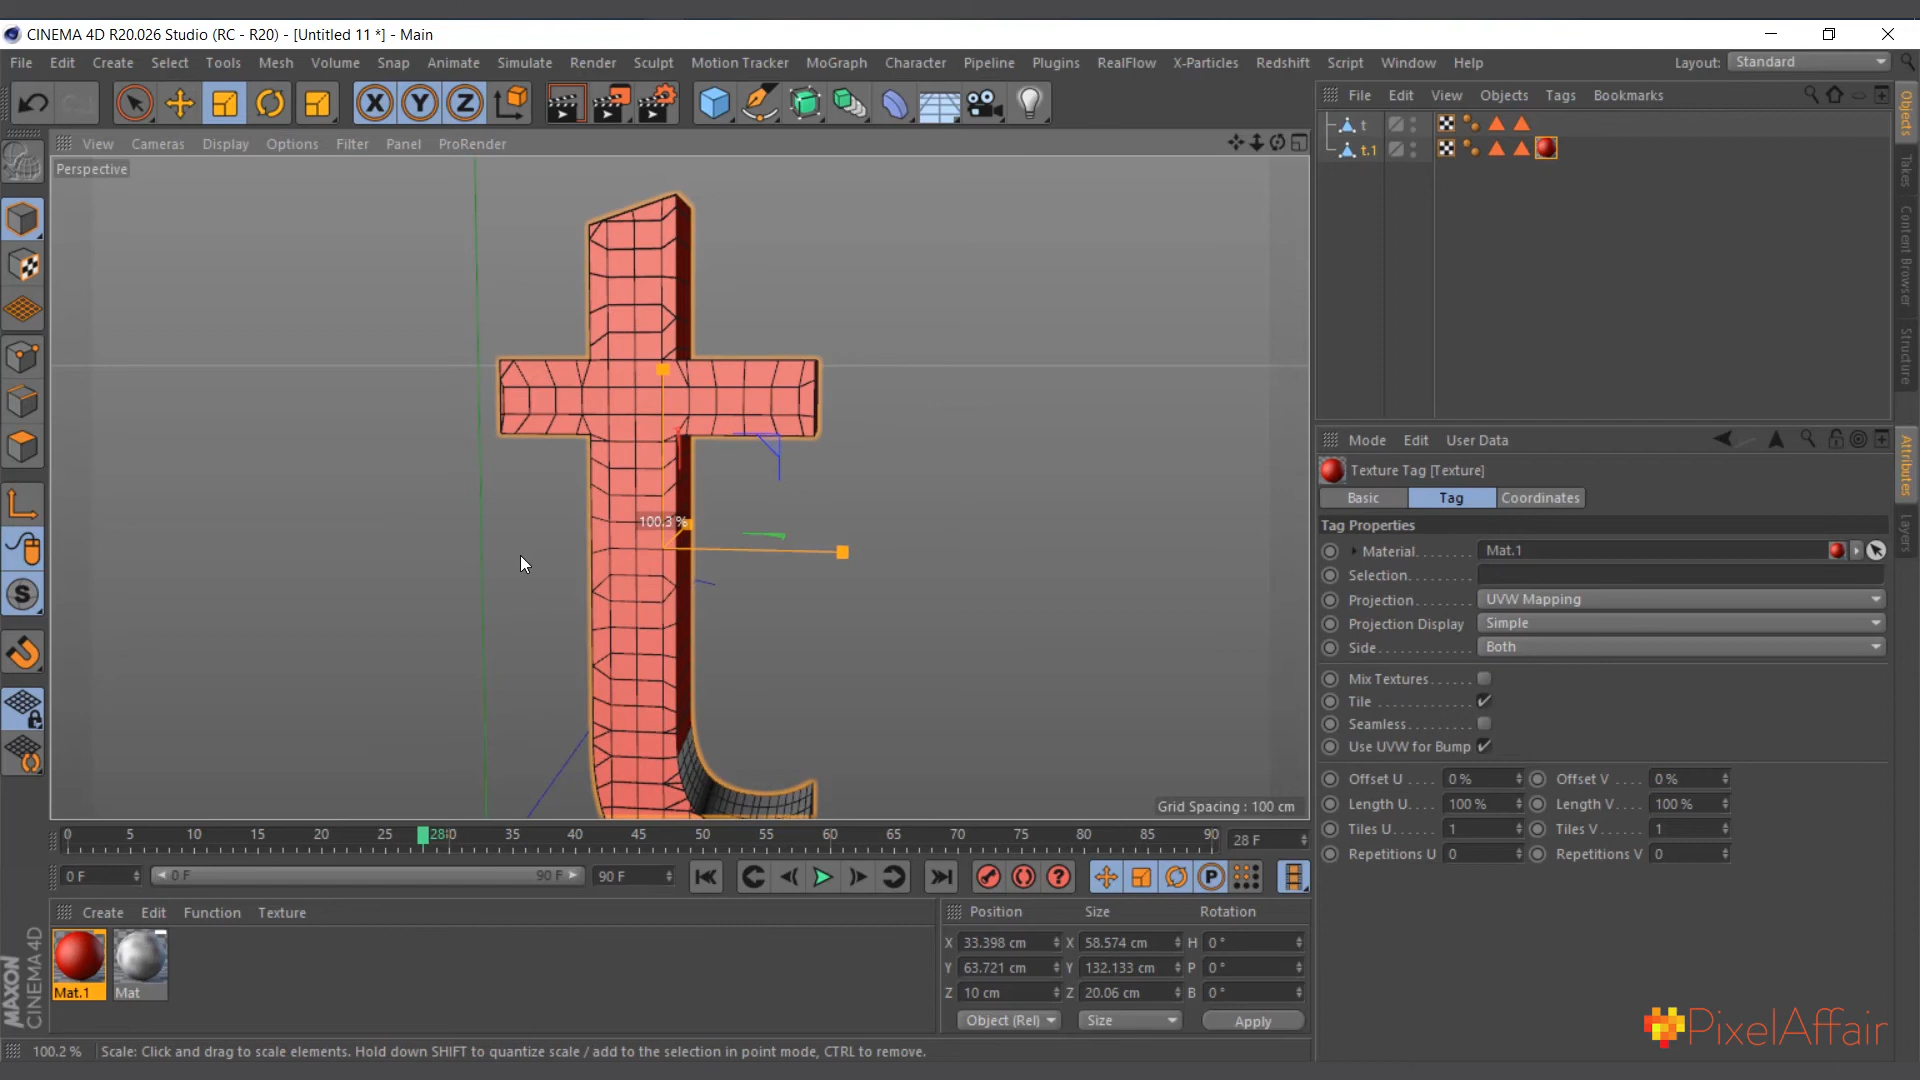 CINEMA 4D R20.026 Studio (RC - R20) - [Untitled 11 *] - Main
File Edit Create Select Tools Mesh Volume Snap Animate Simulate Render Sculpt Motion Tracker MoGraph Character Pipeline Plugins RealFlow X-Particles Redshift Script Window Help Layout: Standard
X Y Z
File Edit View Objects Tags Bookmarks
View Cameras Display Options Filter Panel ProRender
Perspective
t
t.1
Objects
Takes
Content Browser
Structure
100.3 %
Grid Spacing : 100 cm
Mode Edit User Data
Texture Tag [Texture]
Basic Tag Coordinates
Tag Properties
Material........ Mat.1
Selection.........
Projection........ UVW Mapping
Projection Display Simple
Side............. Both
Mix Textures......
Tile ................
Seamless.........
Use UVW for Bump
Offset U .... 0 % Offset V .... 0 %
Length U.... 100 % Length V.... 100 %
Tiles U...... 1 Tiles V...... 1
Repetitions U 0 Repetitions V 0
Attributes
Layers
S
0 5 10 15 20 25 28 30 35 40 45 50 55 60 65 70 75 80 85 90 28 F
0 F 0 F 90 F 90 F
? P
Create Edit Function Texture
Mat.1 Mat
Position Size Rotation
X 33.398 cm X 58.574 cm H 0 °
Y 63.721 cm Y 132.133 cm P 0 °
Z 10 cm Z 20.06 cm B 0 °
Object (Rel) Size Apply
MAXON
CINEMA 4D
PixelAffair
100.2 % Scale: Click and drag to scale elements. Hold down SHIFT to quantize scale / add to the selection in point mode, CTRL to remove.